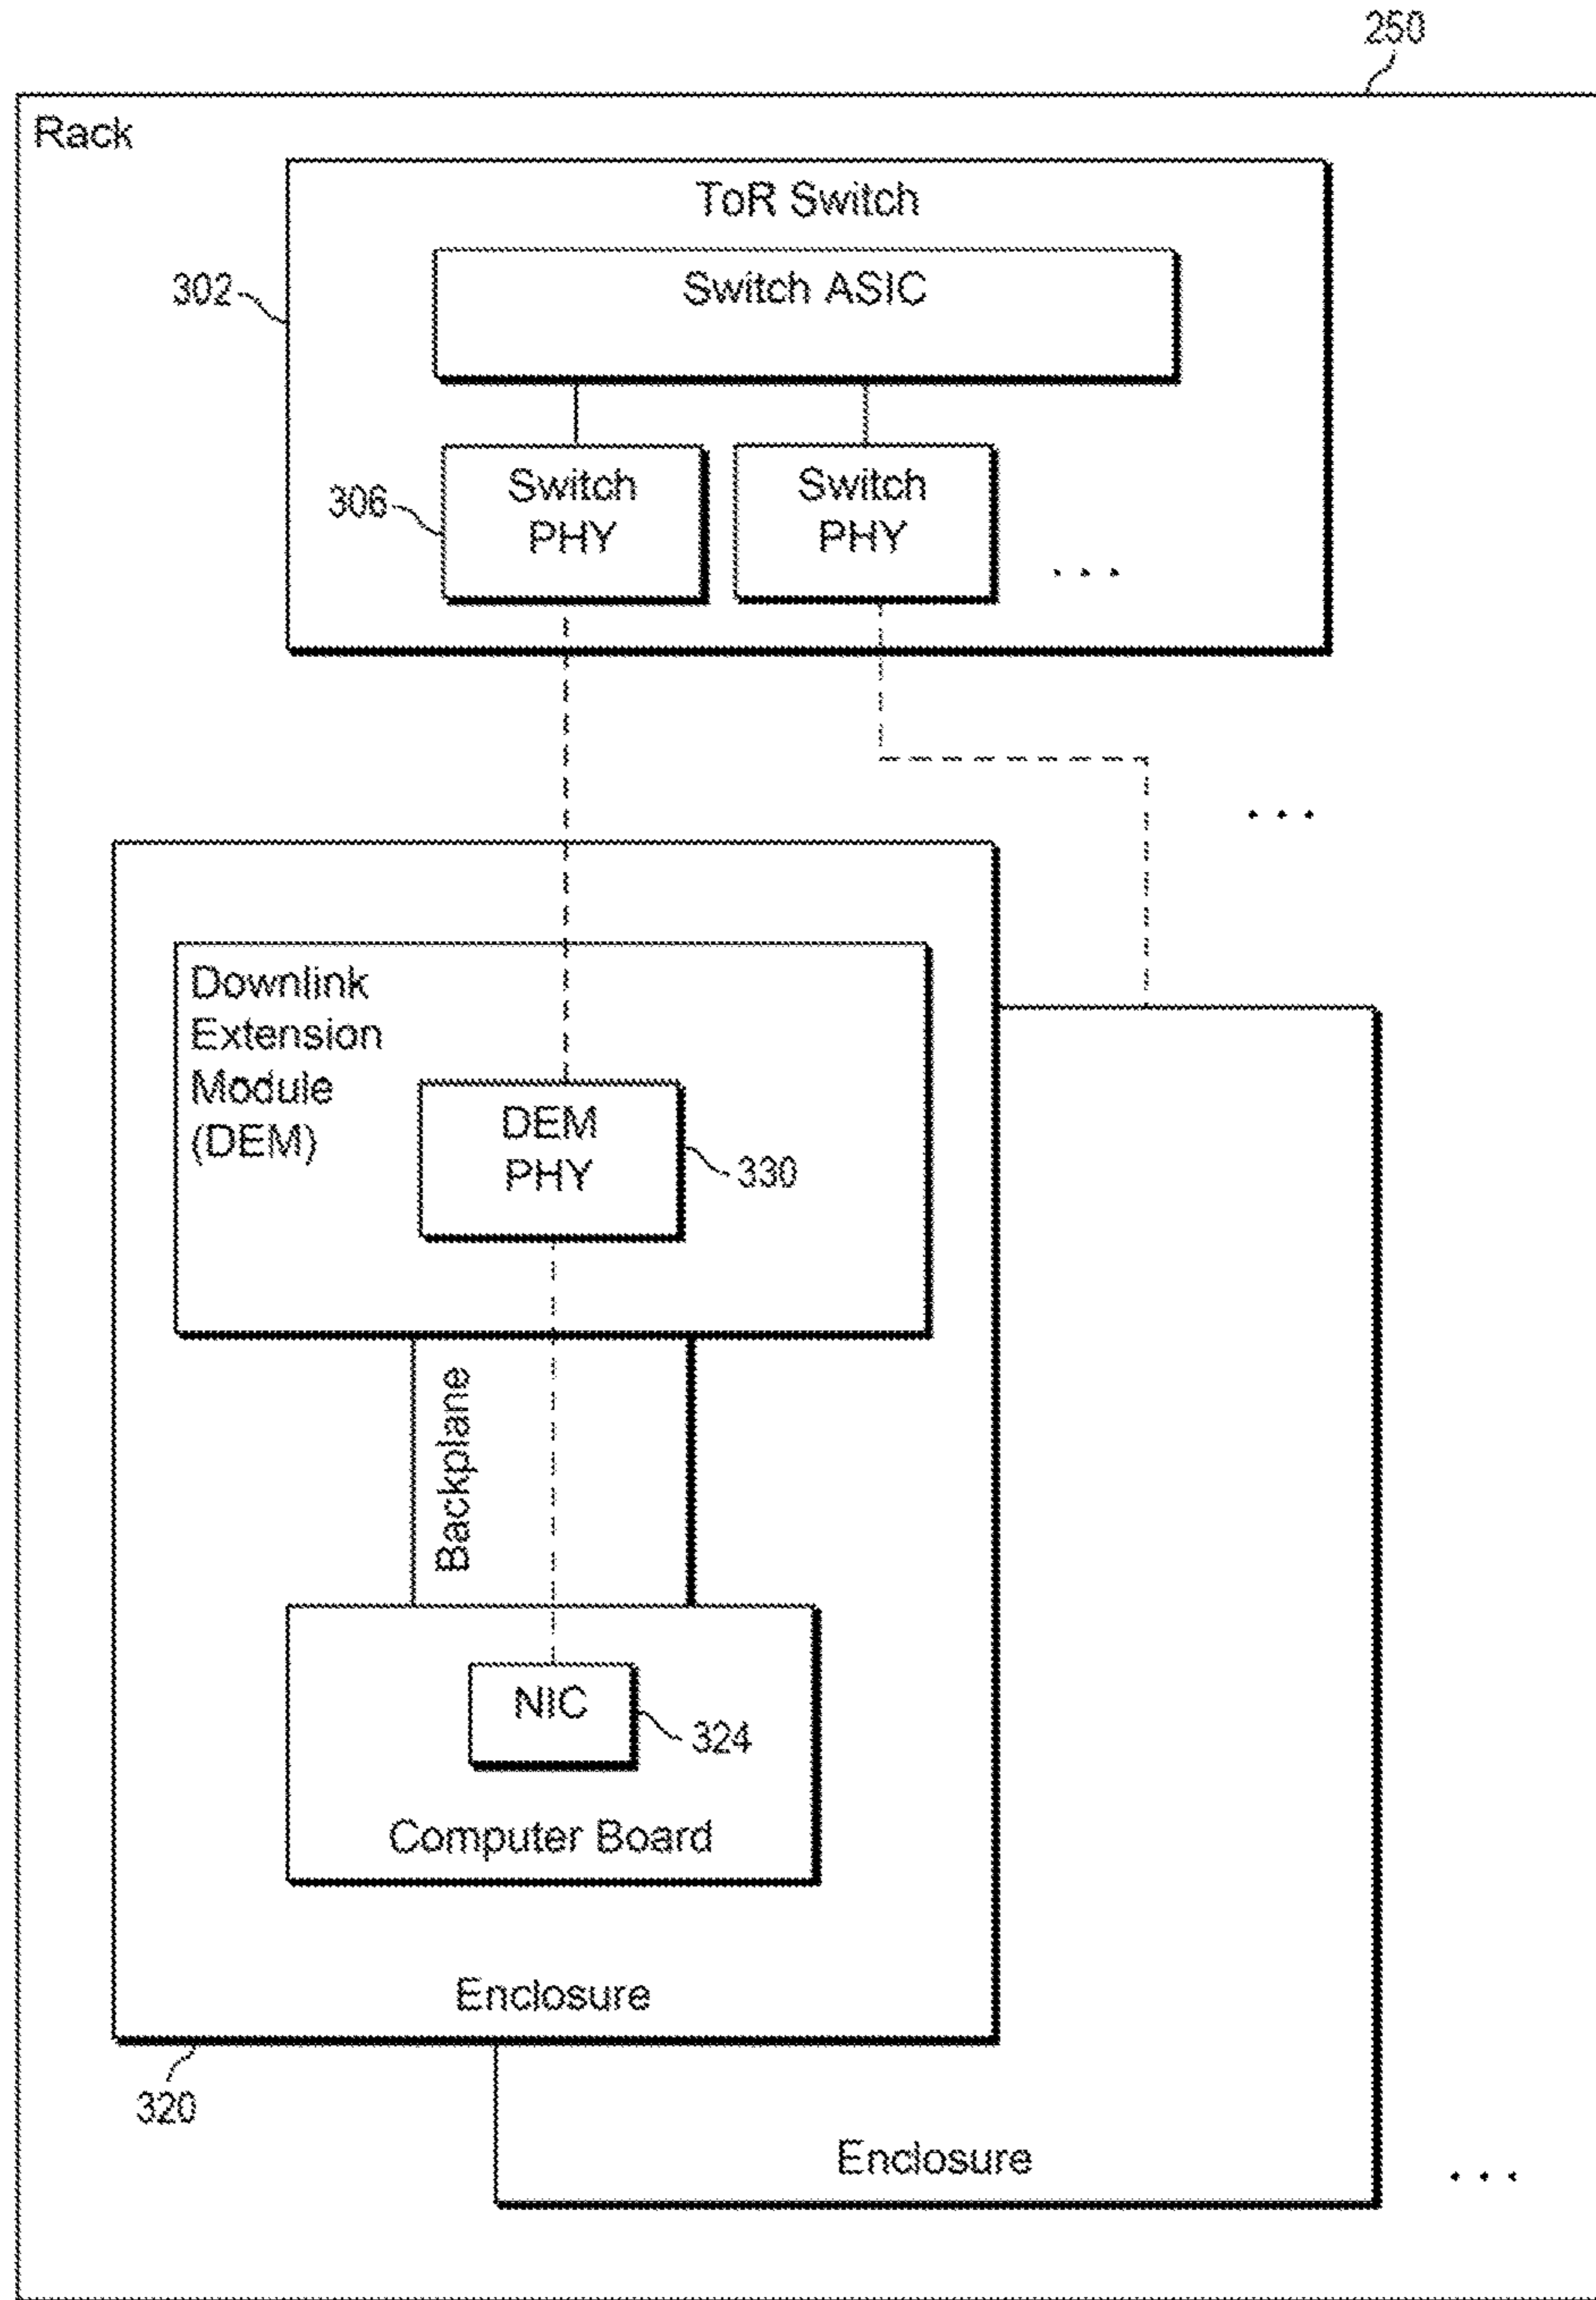 250
Rack
ToR Switch
302
Switch ASIC
306
Switch
PHY
Switch
PHY
. . .
. . .
Downlink
Extension
Module
(DEM)
DEM
PHY
330
Backplane
NIC
324
Computer Board
Enclosure
320
Enclosure
. . .